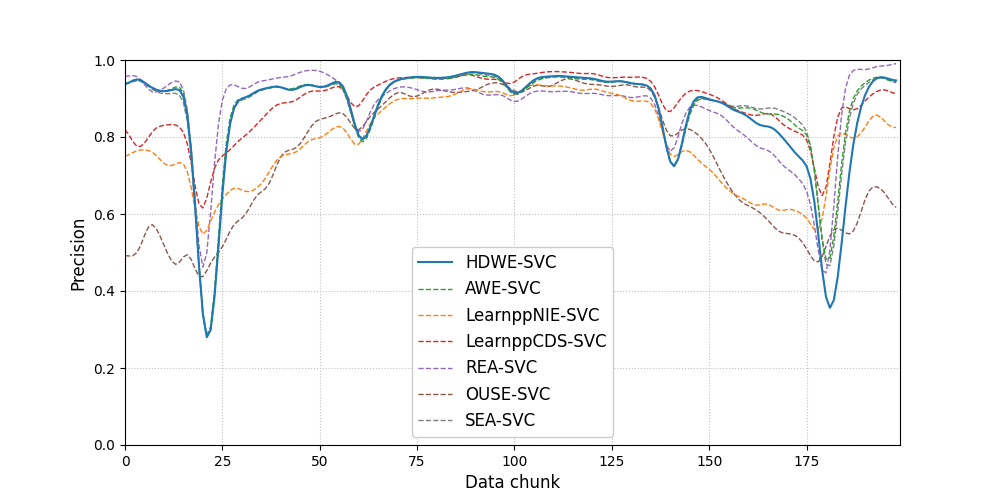 1.0
0.8
0.6
0.4
0.2
0.0
Precision
HDWE-SVC
AWE-SVC
LearnppNIE-SVC
LearnppCDS-SVC
REA-SVC
OUSE-SVC
SEA-SVC
0 25 50 75 100 125 150 175
Data chunk